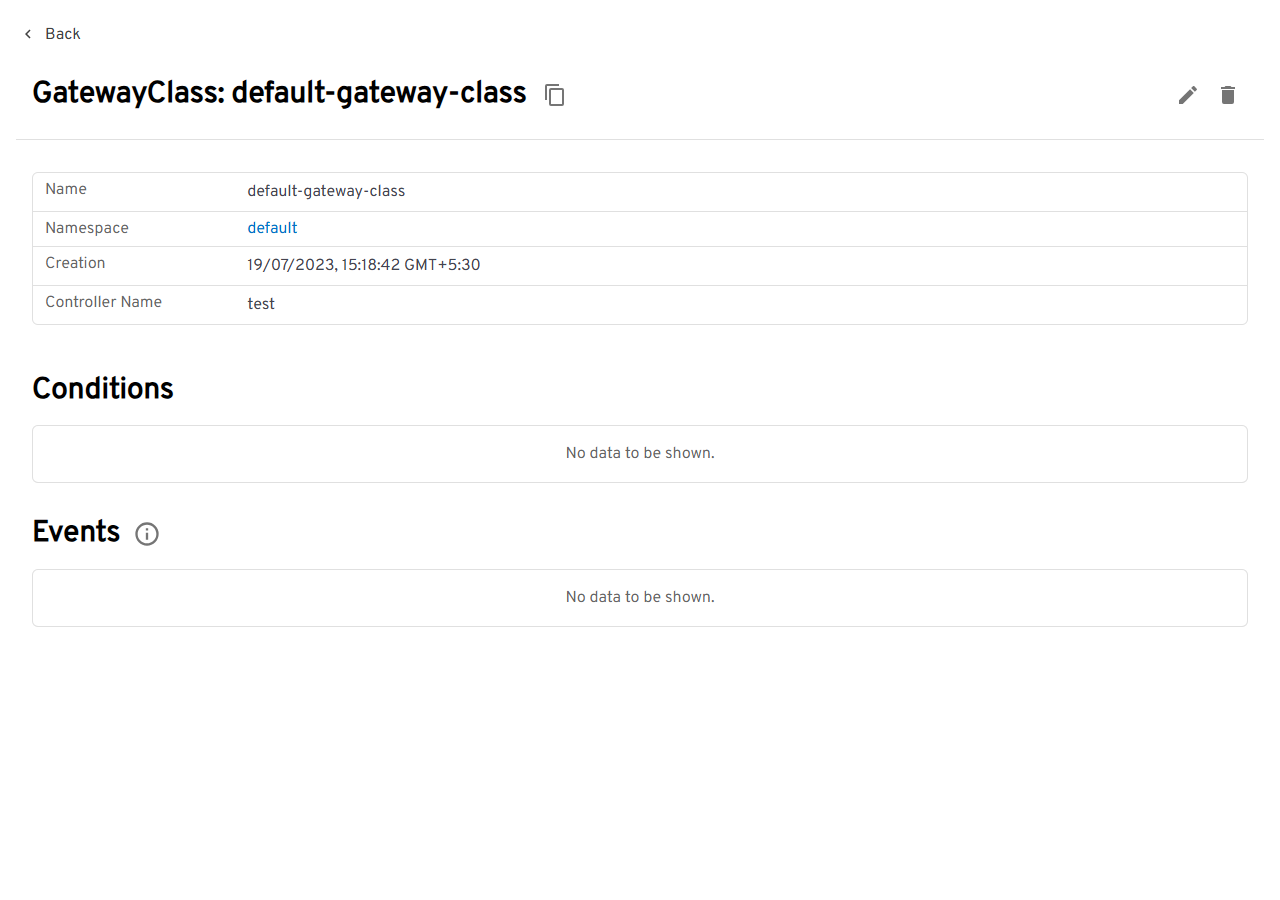 Back
GatewayClass: default-gateway-class
Name default-gateway-class
Namespace default
Creation 19/07/2023, 15:18:42 GMT+5:30
Controller Name test
Conditions
No data to be shown.
Events
No data to be shown.